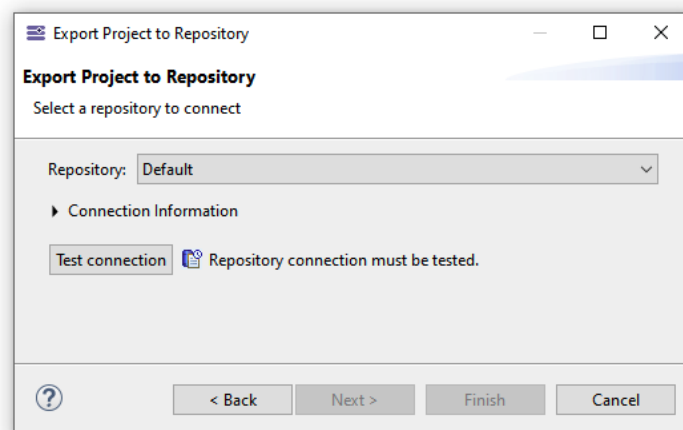 Export Project to Repository
Export Project to Repository
Select a repository to connect
Repository: Default
Connection Information
Test connection Repository connection must be tested.
< Back Next > Finish Cancel